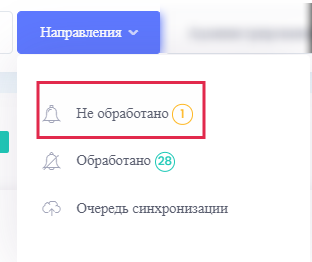 Направления
Не обработано 1
Обработано 28
Очередь синхронизации